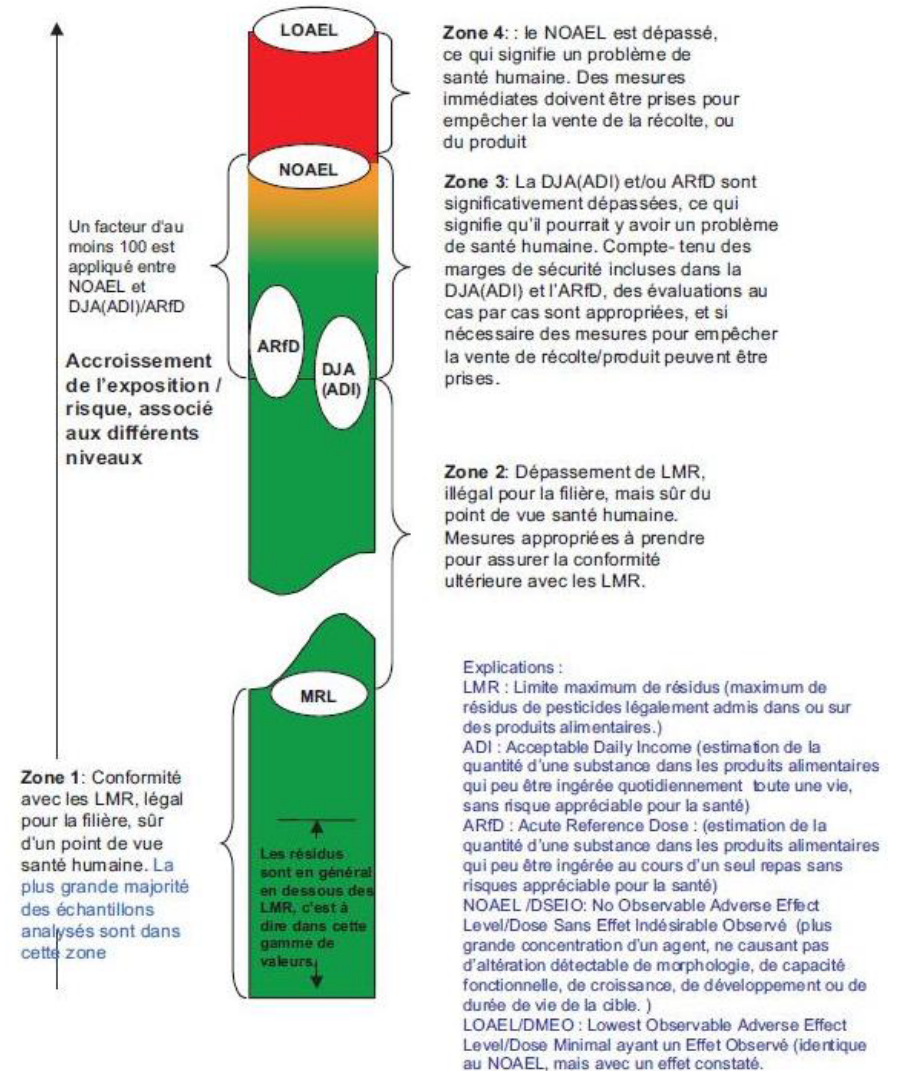 LOAEL
NOAEL
ARfD
DJA
(ADI)
MRL
Les résidus
sont en général
en dessous des
LMR, c'est à
dire dans cette
gamme de
valeurs,
Un facteur d'au
moins 100 est
appliqué entre
NOAEL et
DJA(ADI)/ARfD
Accroissement
de l'exposition /
risque, associé
aux différents
niveaux
Zone 1: Conformité
avec les LMR, légal
pour la filière, sûr
d'un point de vue
santé humaine. La
plus grande majorité
des échantillons
analysés sont dans
cette zone
Zone 4: : le NOAEL est dépassé,
ce qui signifie un problème de
santé humaine. Des mesures
immédiates doivent être prises pour
empêcher la vente de la récolte, ou
du produit
Zone 3: La DJA(ADI) et/ou ARfD sont
significativement dépassées, ce qui
signifie qu'il pourrait y avoir un problème
de santé humaine. Compte- tenu des
marges de sécurité incluses dans la
DJA(ADI) et l'ARfD, des évaluations au
cas par cas sont appropriées, et si
nécessaire des mesures pour empêcher
la vente de récolte/produit peuvent être
prises.
Zone 2: Dépassement de LMR,
illégal pour la filière, mais sûr du
point de vue santé humaine.
Mesures appropriées à prendre
pour assurer la conformité
ultérieure avec les LMR.
Explications :
LMR : Limite maximum de résidus (maximum de
résidus de pesticides légalement admis dans ou sur
des produits alimentaires.)
ADI : Acceptable Daily Income (estimation de la
quantité d'une substance dans les produits alimentaires
qui peu être ingérée quotidiennement toute une vie,
sans risque appréciable pour la santé)
ARfD : Acute Reference Dose : (estimation de la
quantité d'une substance dans les produits alimentaires
qui peu être ingérée au cours d'un seul repas sans
risques appréciable pour la santé)
NOAEL /DSEIO: No Observable Adverse Effect
Level/Dose Sans Effet Indésirable Observé (plus
grande concentration d'un agent, ne causant pas
d'altération détectable de morphologie, de capacité
fonctionnelle, de croissance, de développement ou de
durée de vie de la cible. )
LOAEL/DMEO : Lowest Observable Adverse Effect
Level/Dose Minimal ayant un Effet Observé (identique
au NOAEL, mais avec un effet constaté.